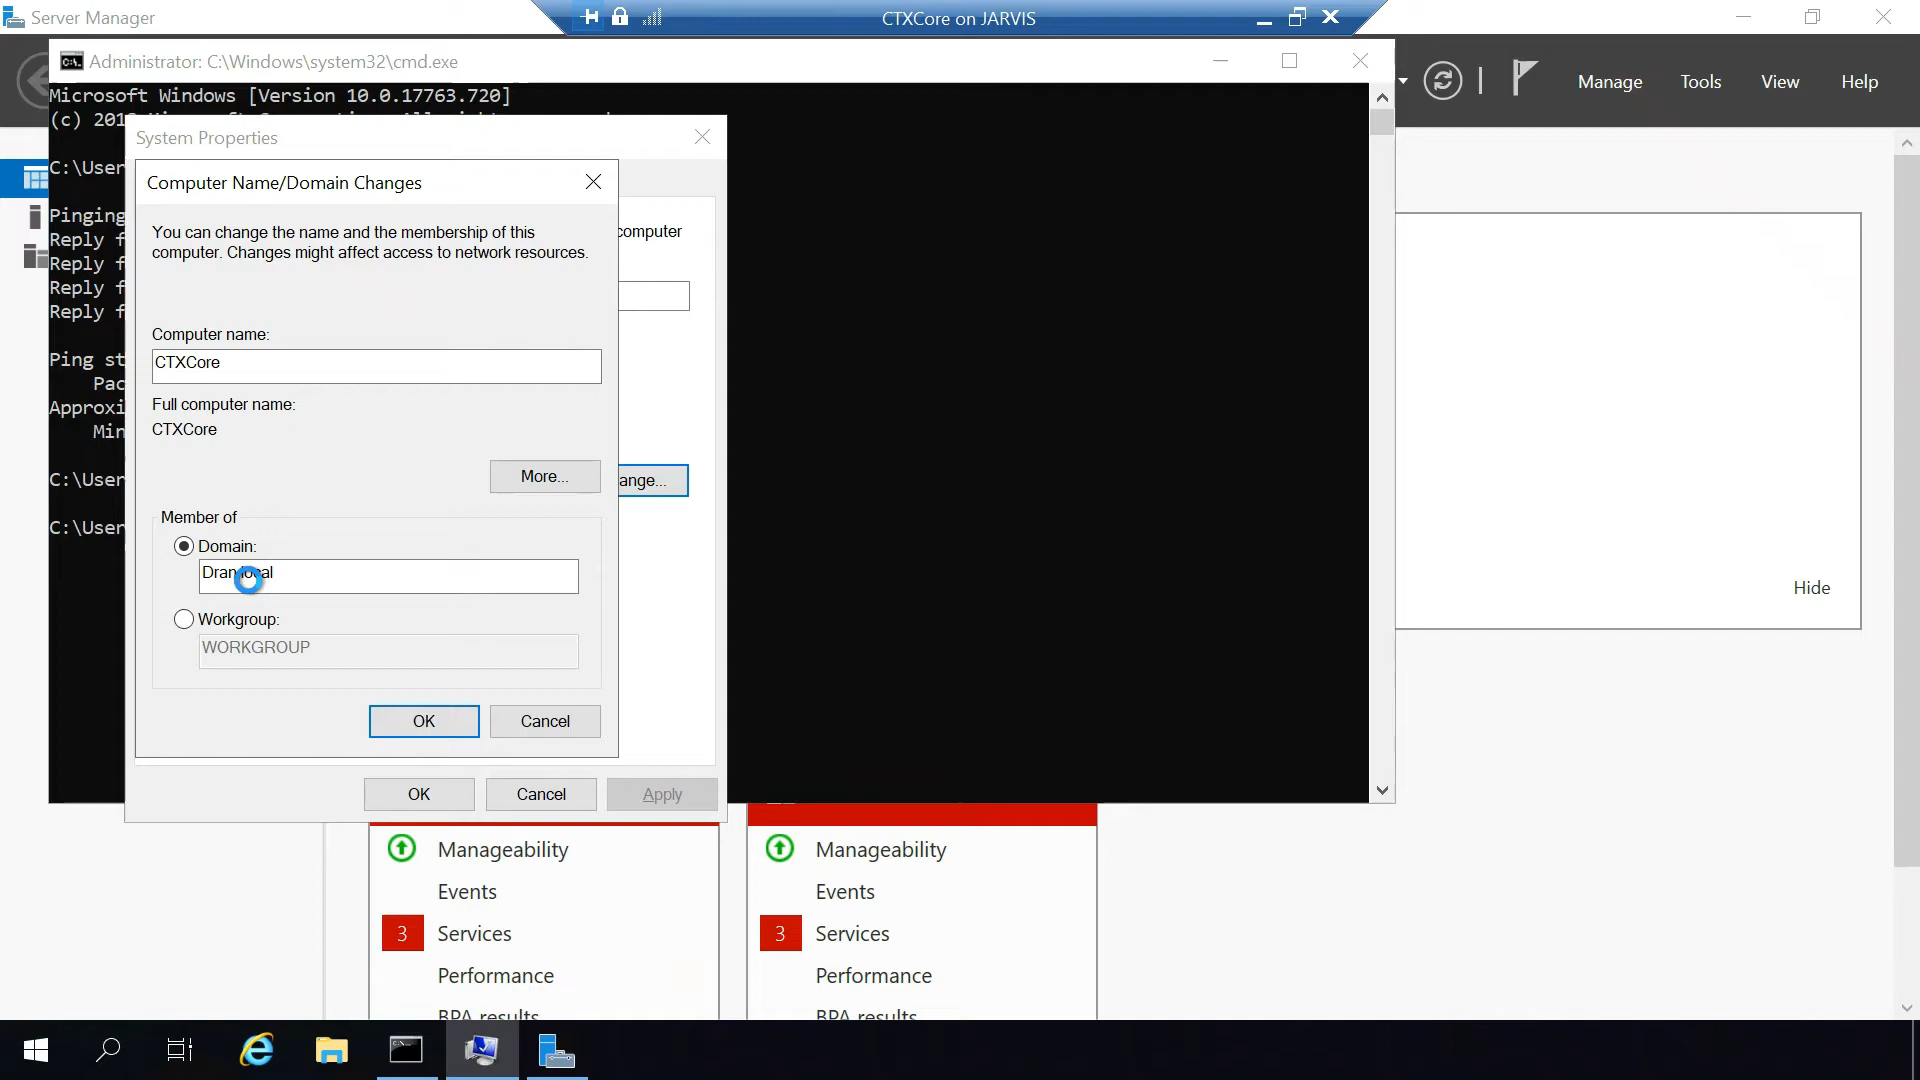 Server Manager
CTXCore on JARVIS
Administrator: C:\Windows\system32\cmd.exe
Manage
Tools
View
Help
Microsoft Windows [Version 10.0.17763.720]
(c) 201
System Properties
C:\User
Computer Name/Domain Changes
Pinging
Reply f
Reply f
Reply f
Reply f
You can change the name and the membership of this
computer. Changes might affect access to network resources.
computer
Computer name:
CTXCore
Ping st
Pac
Approxi
Min
Full computer name:
CTXCore
More...
ange...
C:\User
C:\User
Member of
Domain:
Workgroup:
WORKGROUP
OK
Cancel
OK
Cancel
Apply
Hide
Manageability
Events
3
Services
Performance
BPA results
Manageability
Events
3
Services
Performance
BPA results